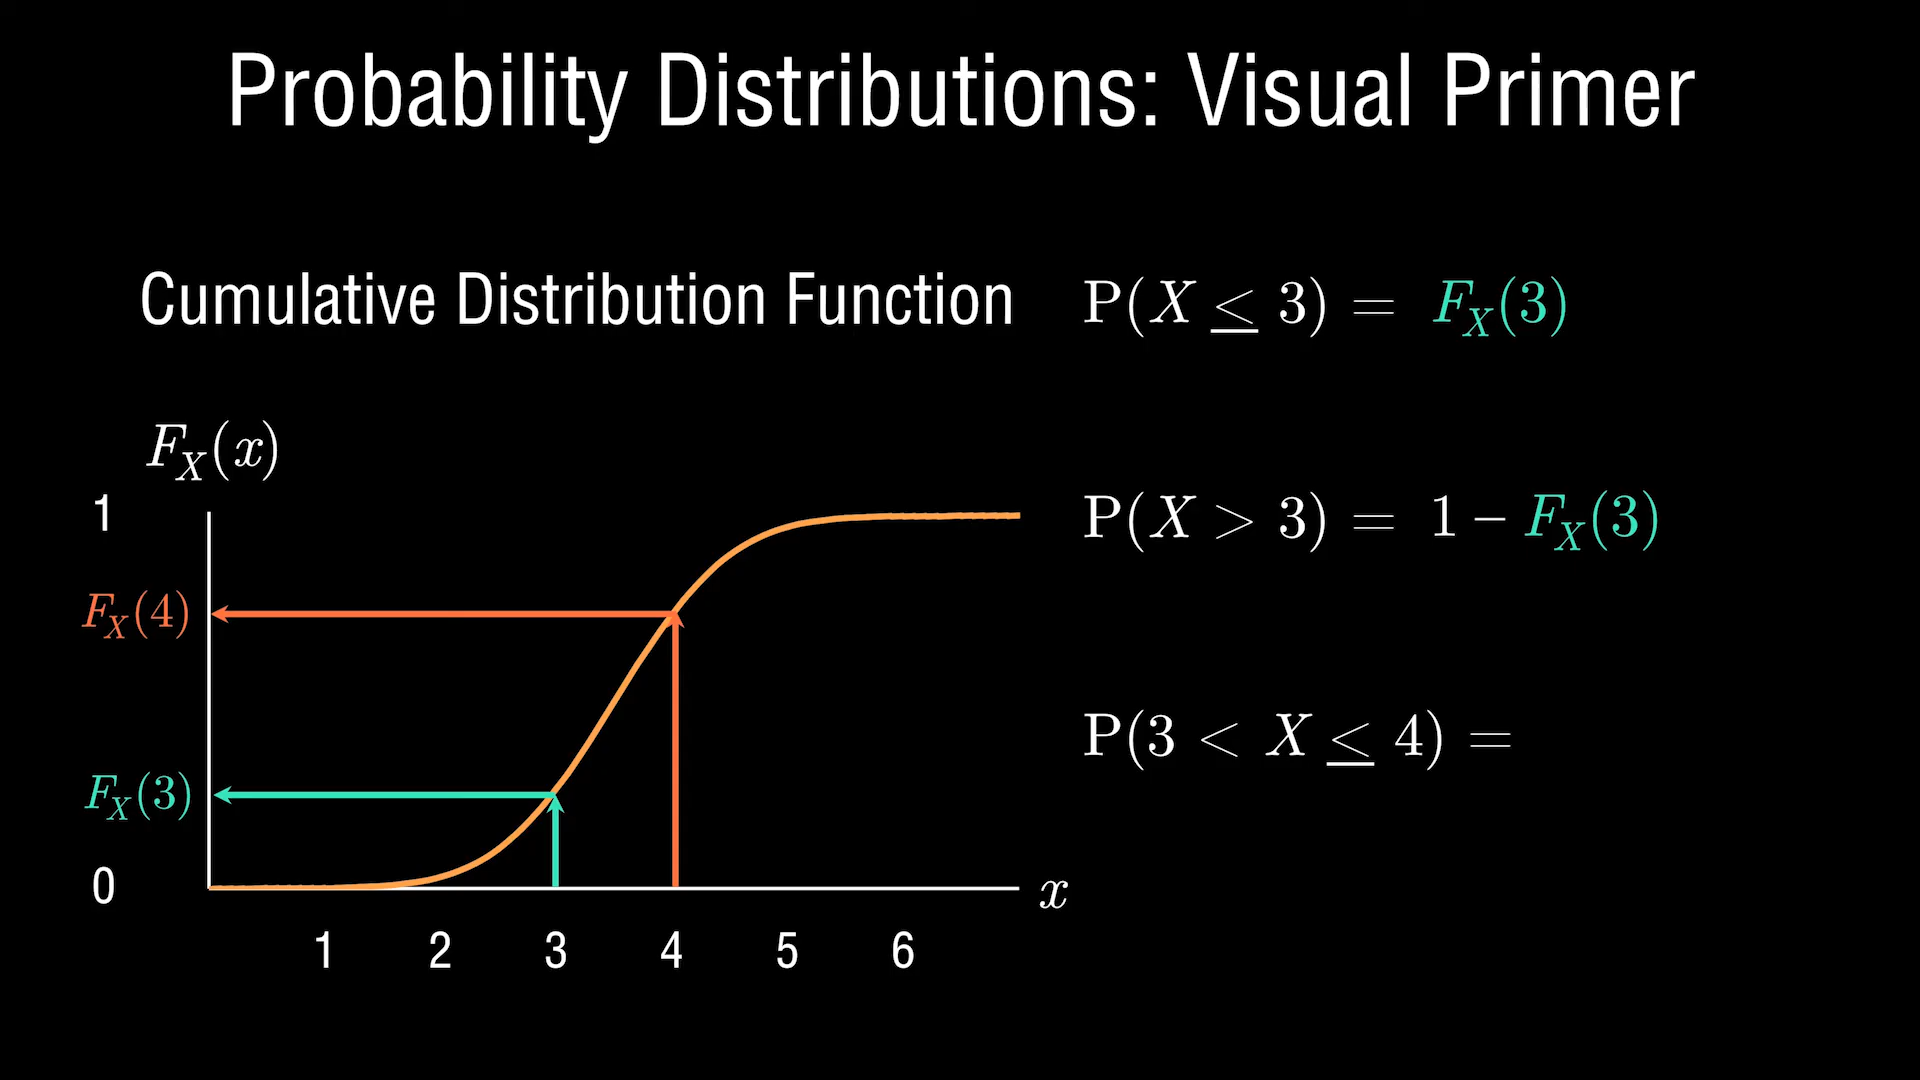 Probability Distributions: Visual Primer
Cumulative Distribution Function
P(X ≤ 3) = F_X(3)
F_X(x)
1
P(X > 3) = 1 − F_X(3)
F_X(4)
P(3 < X ≤ 4) =
F_X(3)
0
x
1 2 3 4 5 6